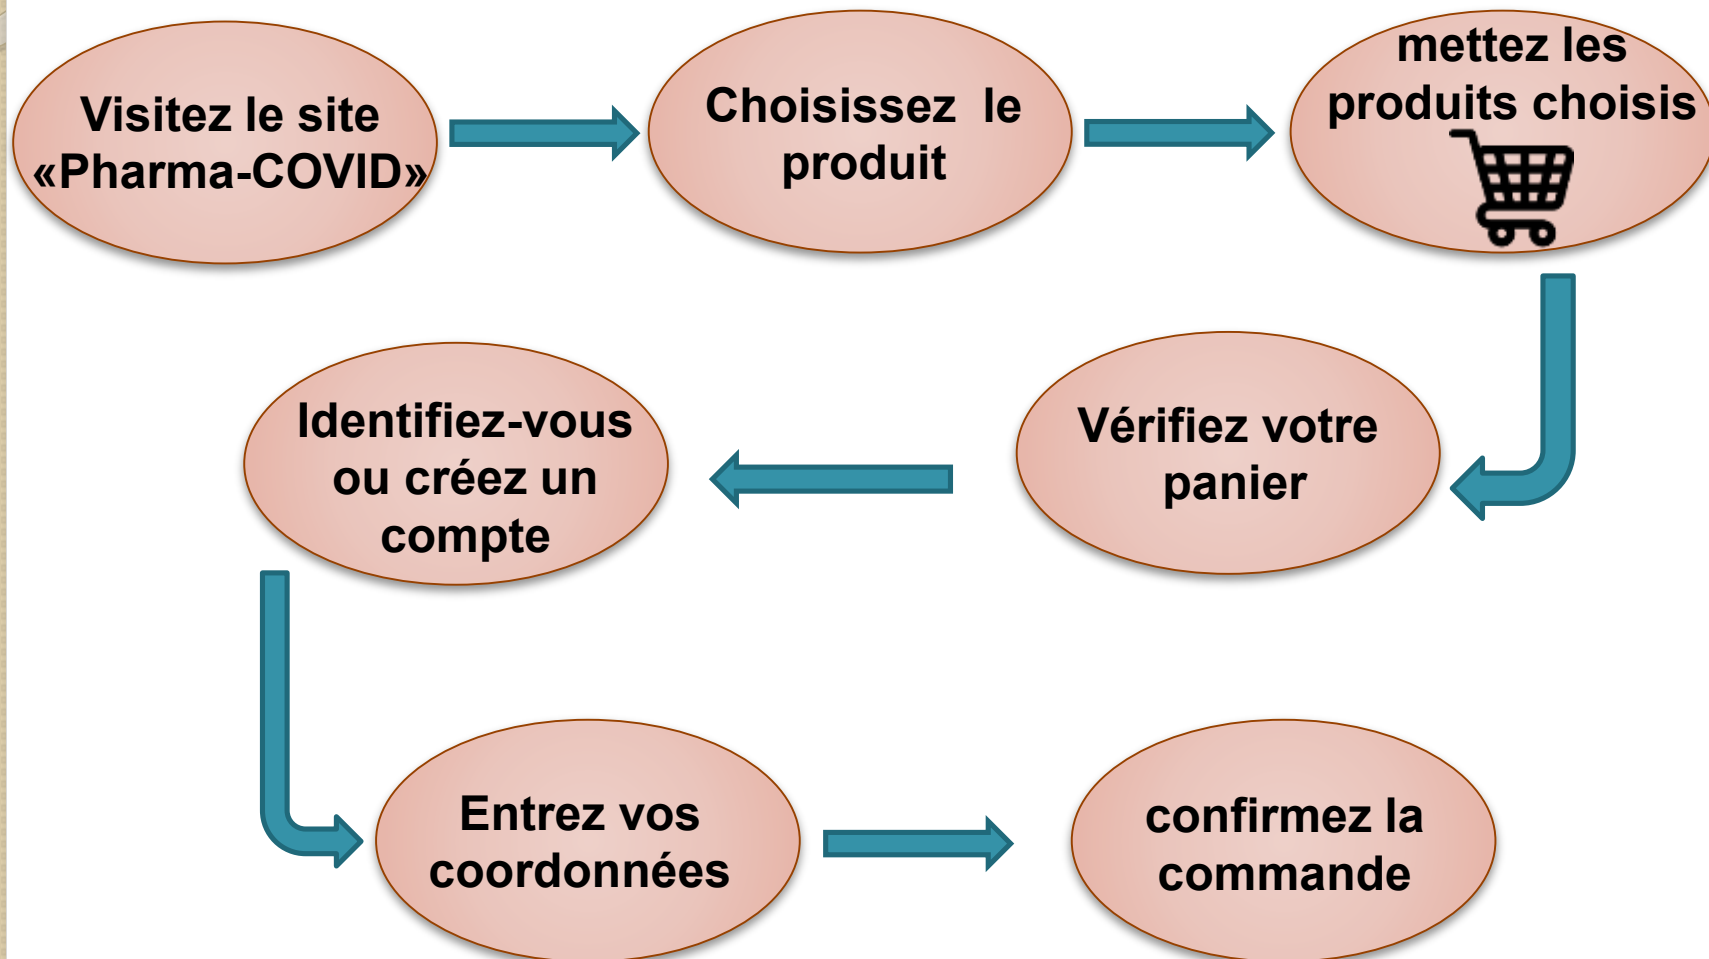 Visitez le site
«Pharma-COVID»
Choisissez le
produit
mettez les
produits choisis
Vérifiez votre
panier
Identifiez-vous
ou créez un
compte
Entrez vos
coordonnées
confirmez la
commande